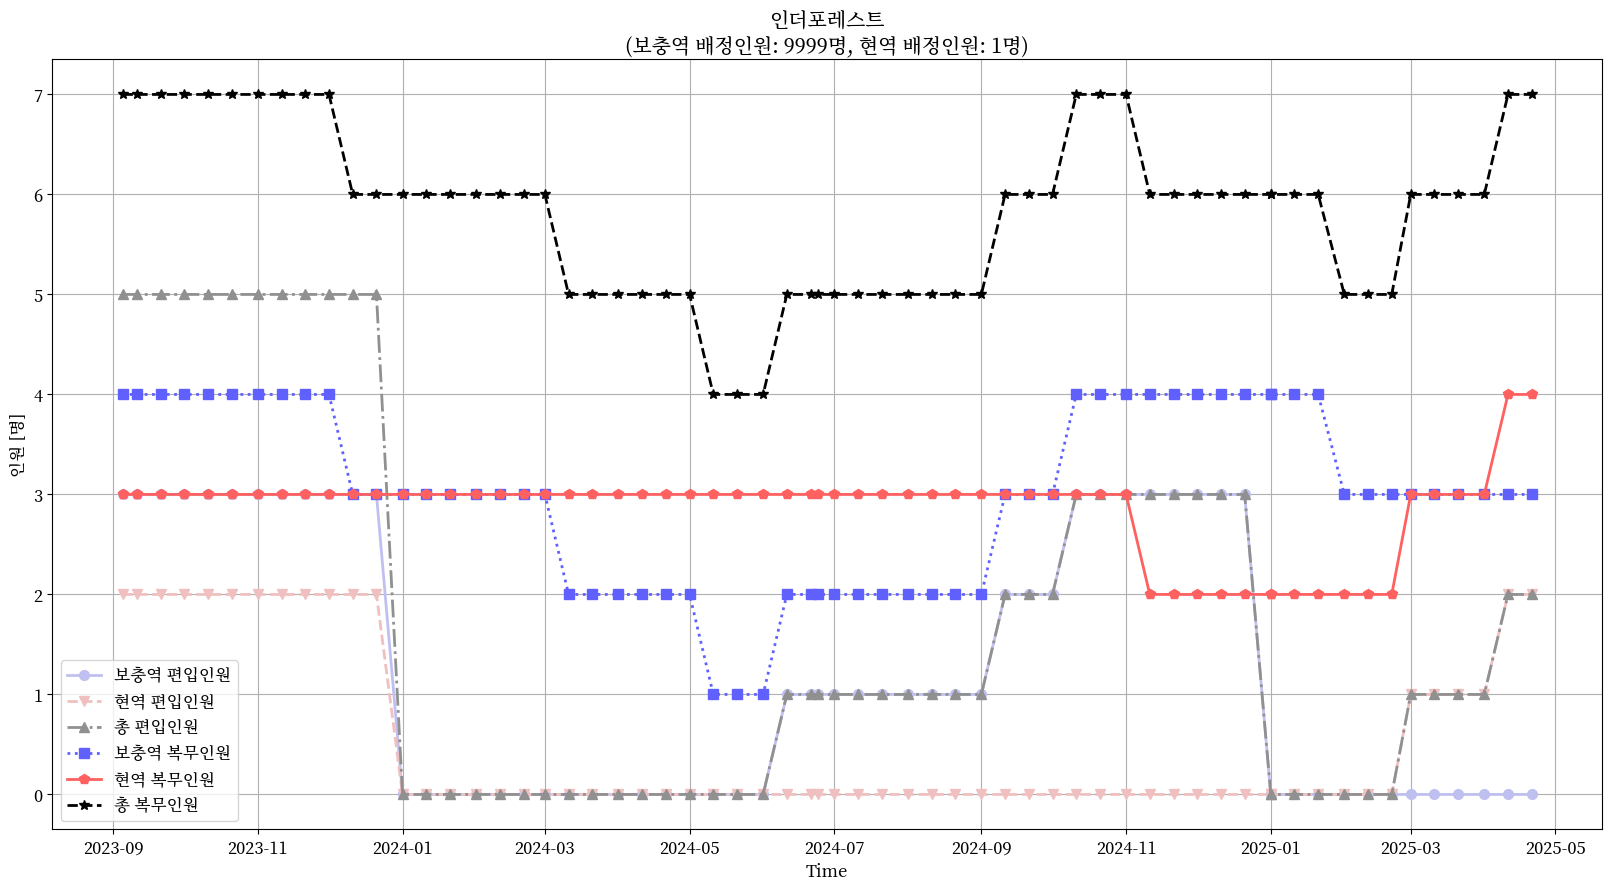 인더포레스트
(보충역 배정인원: 9999명, 현역 배정인원: 1명)
인원 [명]
7
6
5
4
3
2
1
0
보충역 편입인원
현역 편입인원
총 편입인원
보충역 복무인원
현역 복무인원
총 복무인원
2023-09 2023-11 2024-01 2024-03 2024-05 2024-07 2024-09 2024-11 2025-01 2025-03 2025-05
Time